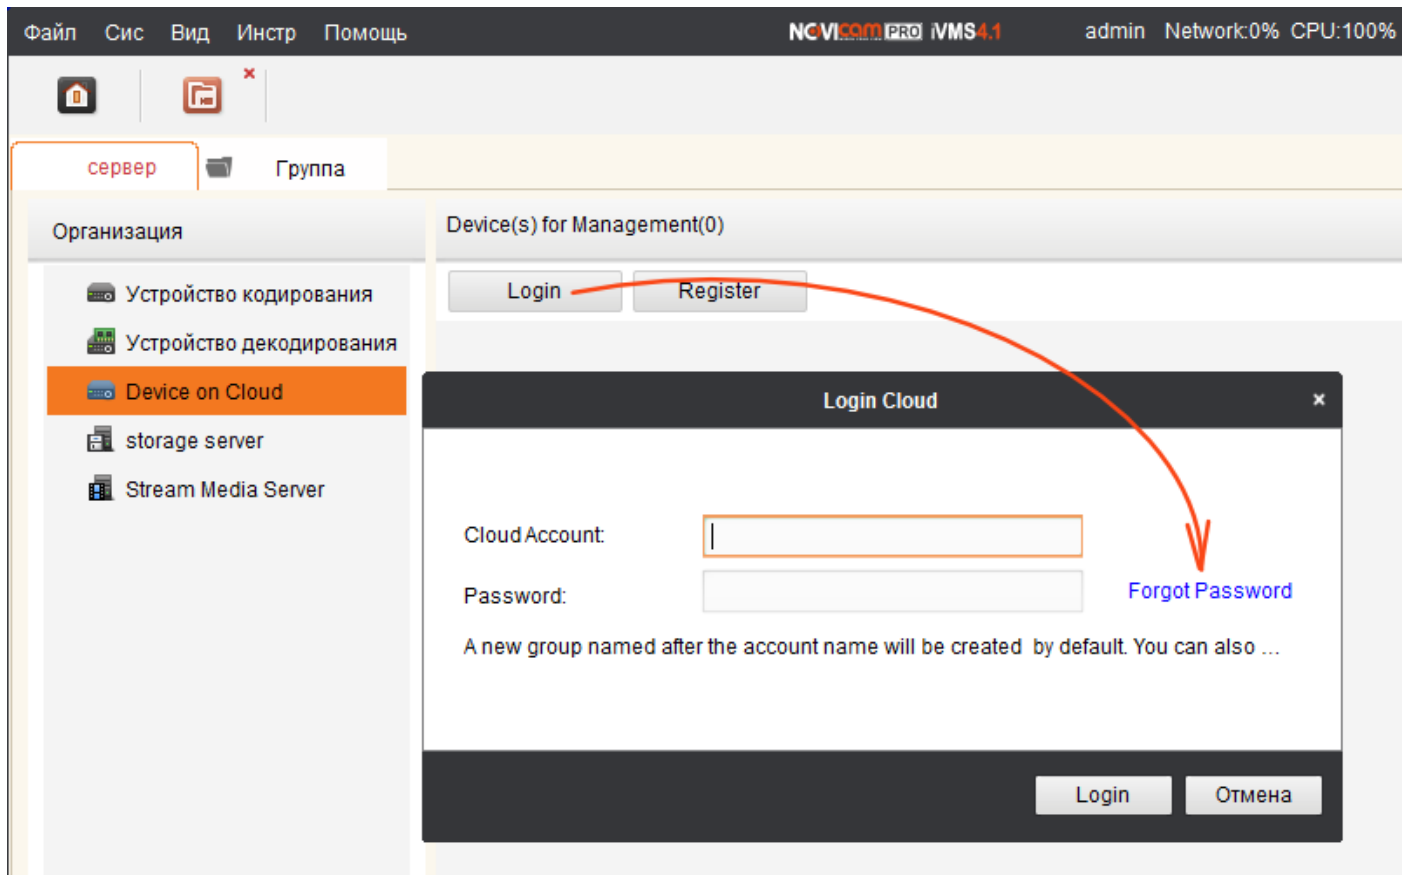 Файл Сис Вид Инстр Помощь NOVICAM PRO iVMS4.1 admin Network:0% CPU:100%
сервер Группа
Организация
Device(s) for Management(0)
Устройство кодирования
Устройство декодирования
Device on Cloud
storage server
Stream Media Server
Login Register
Login Cloud ×
Cloud Account:
Password: Forgot Password
A new group named after the account name will be created by default. You can also ...
Login Отмена